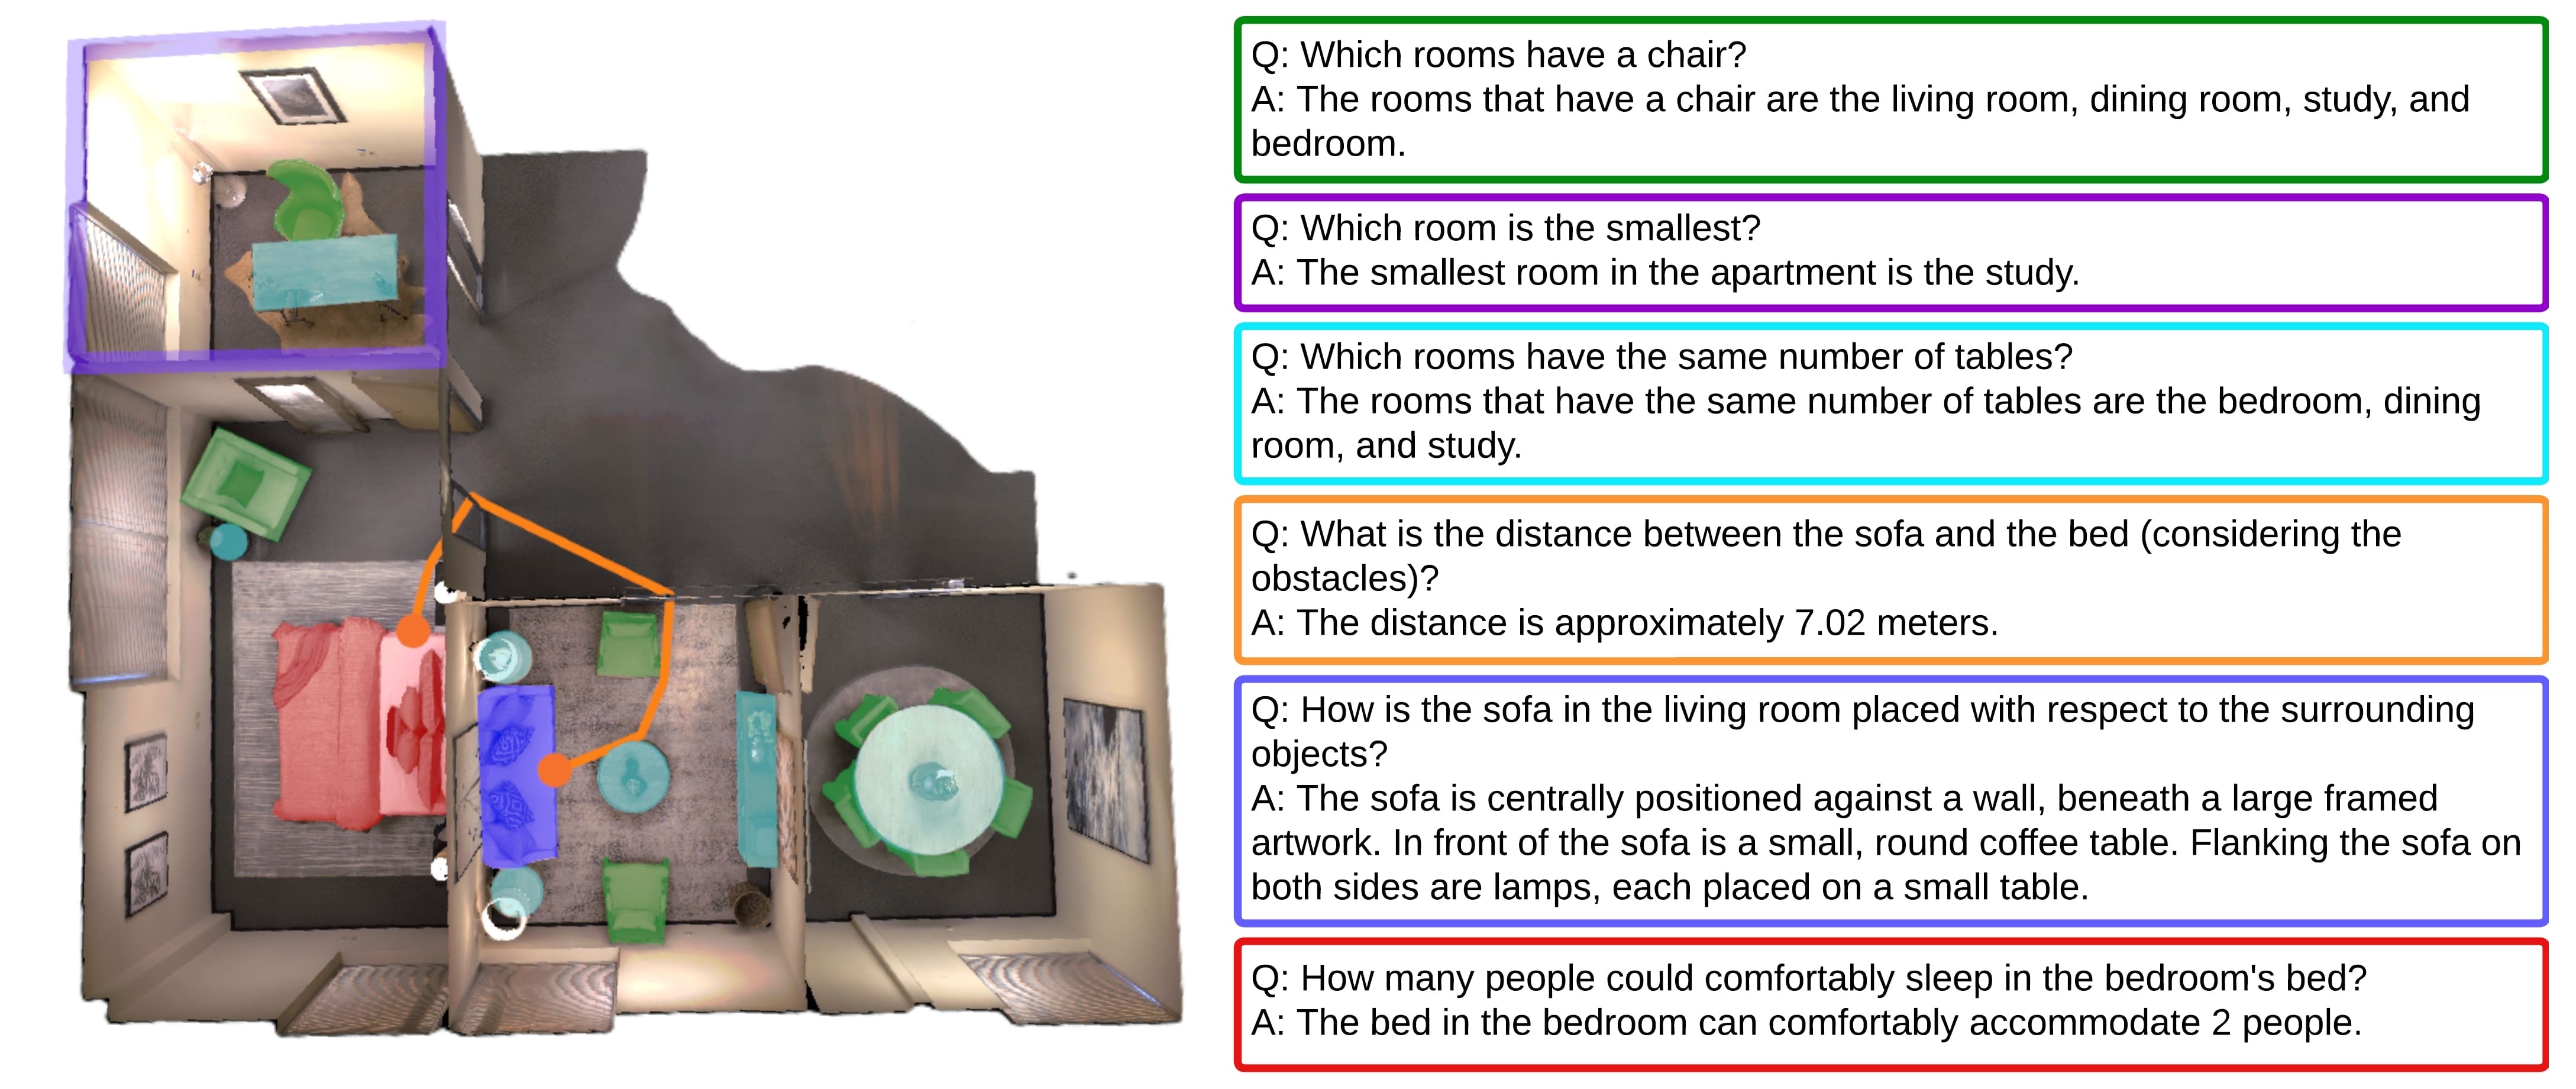 Q: Which rooms have a chair?
A: The rooms that have a chair are the living room, dining room, study, and
bedroom.
Q: Which room is the smallest?
A: The smallest room in the apartment is the study.
Q: Which rooms have the same number of tables?
A: The rooms that have the same number of tables are the bedroom, dining
room, and study.
Q: What is the distance between the sofa and the bed (considering the
obstacles)?
A: The distance is approximately 7.02 meters.
Q: How is the sofa in the living room placed with respect to the surrounding
objects?
A: The sofa is centrally positioned against a wall, beneath a large framed
artwork. In front of the sofa is a small, round coffee table. Flanking the sofa on
both sides are lamps, each placed on a small table.
Q: How many people could comfortably sleep in the bedroom's bed?
A: The bed in the bedroom can comfortably accommodate 2 people.